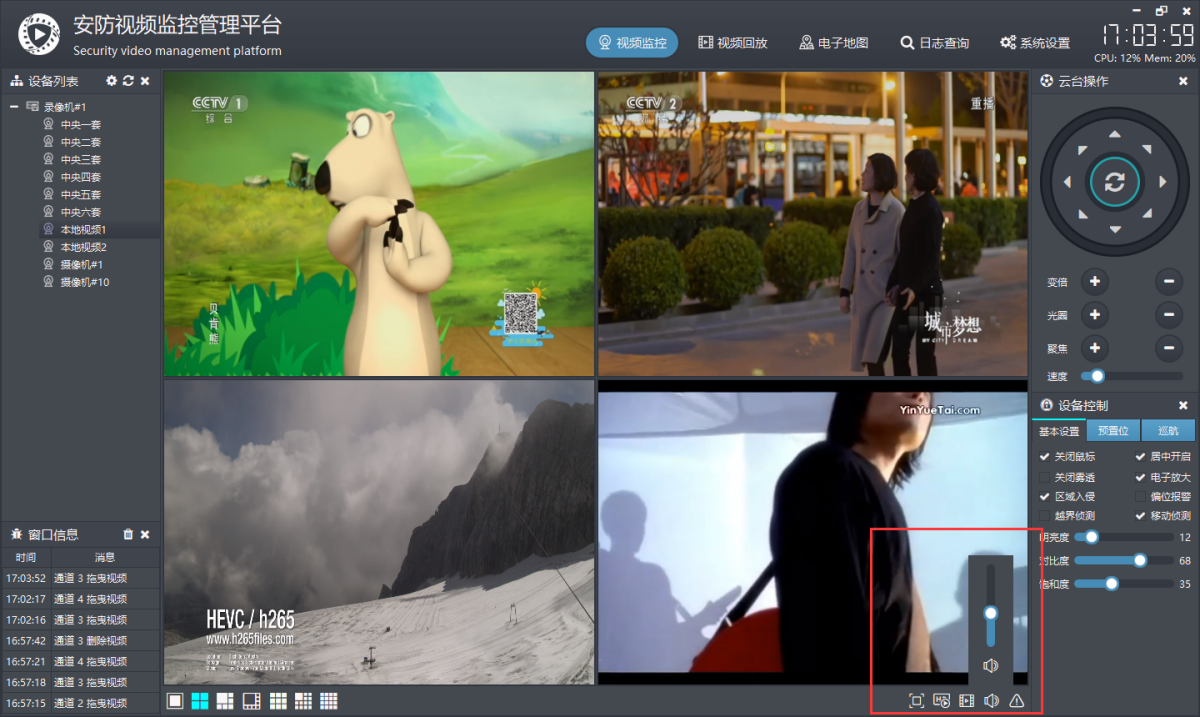 安防视频监控管理平台
Security video management platform
视频监控
视频回放
电子地图
日志查询
系统设置
17:03:59
CPU: 12% Mem: 20%
设备列表
录像机#1
中央一套
中央二套
中央三套
中央四套
中央五套
中央六套
本地视频1
本地视频2
摄像机#1
摄像机#10
窗口信息
时间 消息
17:03:52 通道 3 拖曳视频
17:02:17 通道 4 拖曳视频
17:02:16 通道 3 拖曳视频
16:57:42 通道 3 删除视频
16:57:21 通道 4 拖曳视频
16:57:18 通道 3 拖曳视频
16:57:15 通道 2 拖曳视频
CCTV 1
综合
贝肯熊
CCTV 2
重播
城市梦想
MY CITY DREAM
HEVC / h265
www.h265files.com
YinYueTai.com
云台操作
变倍
光圈
聚焦
速度
设备控制
基本设置 预置位 巡航
关闭鼠标 居中开启
关闭雾透 电子放大
区域入侵 偏位报警
越界侦测 移动侦测
明亮度 12
对比度 68
饱和度 35